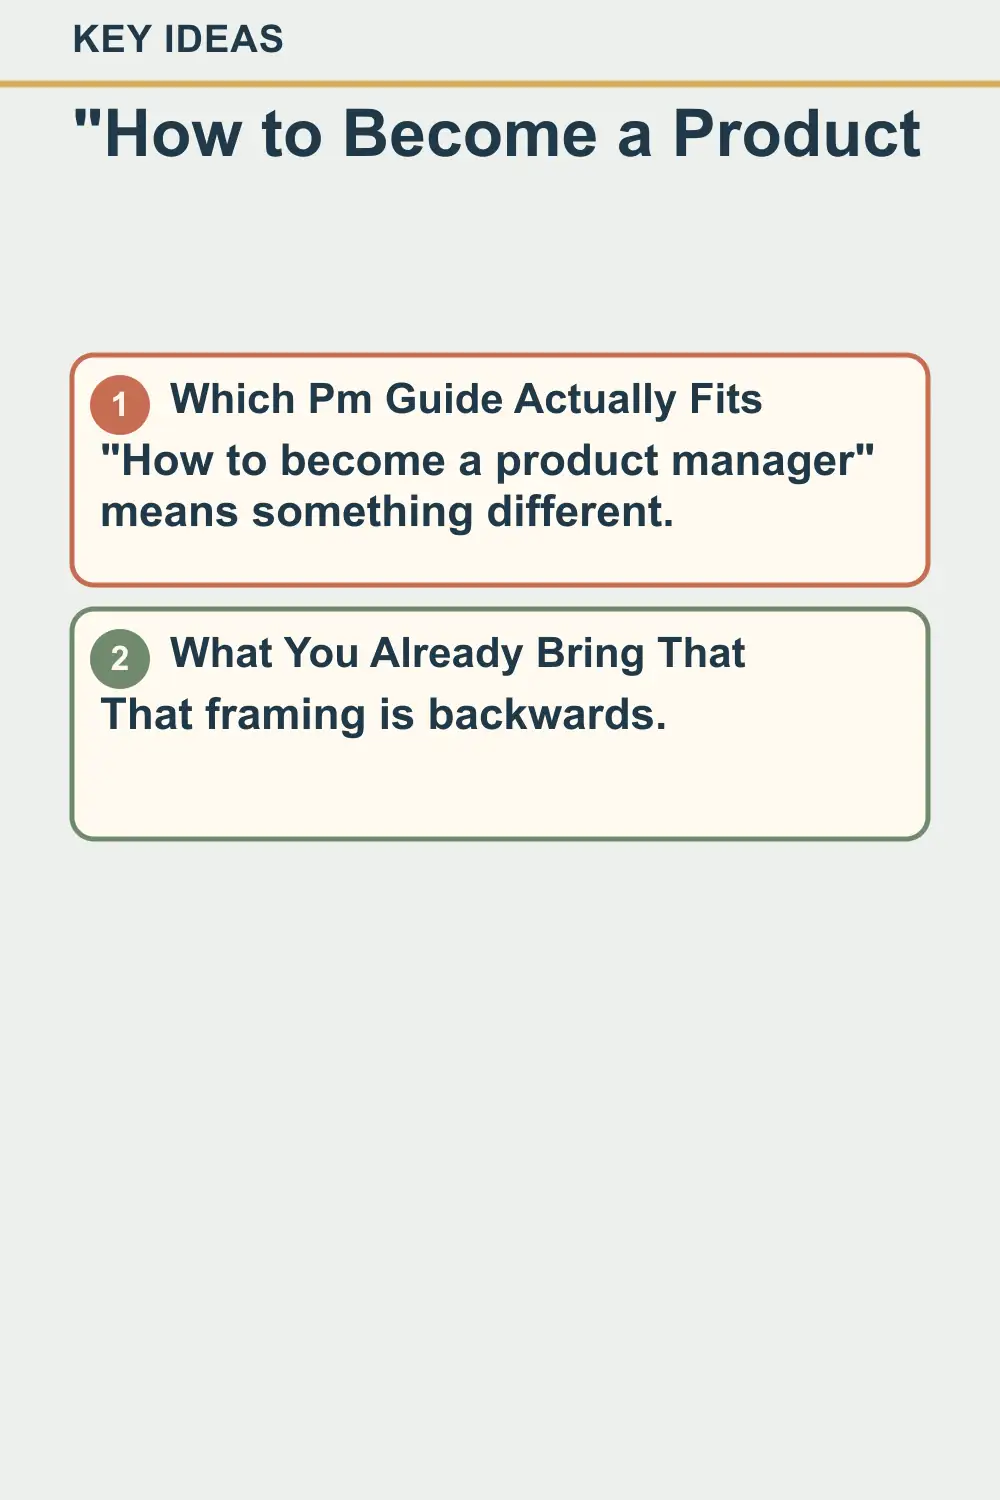 KEY IDEAS
"How to Become a Product
1 Which Pm Guide Actually Fits
"How to become a product manager"
means something different.
2 What You Already Bring That
That framing is backwards.